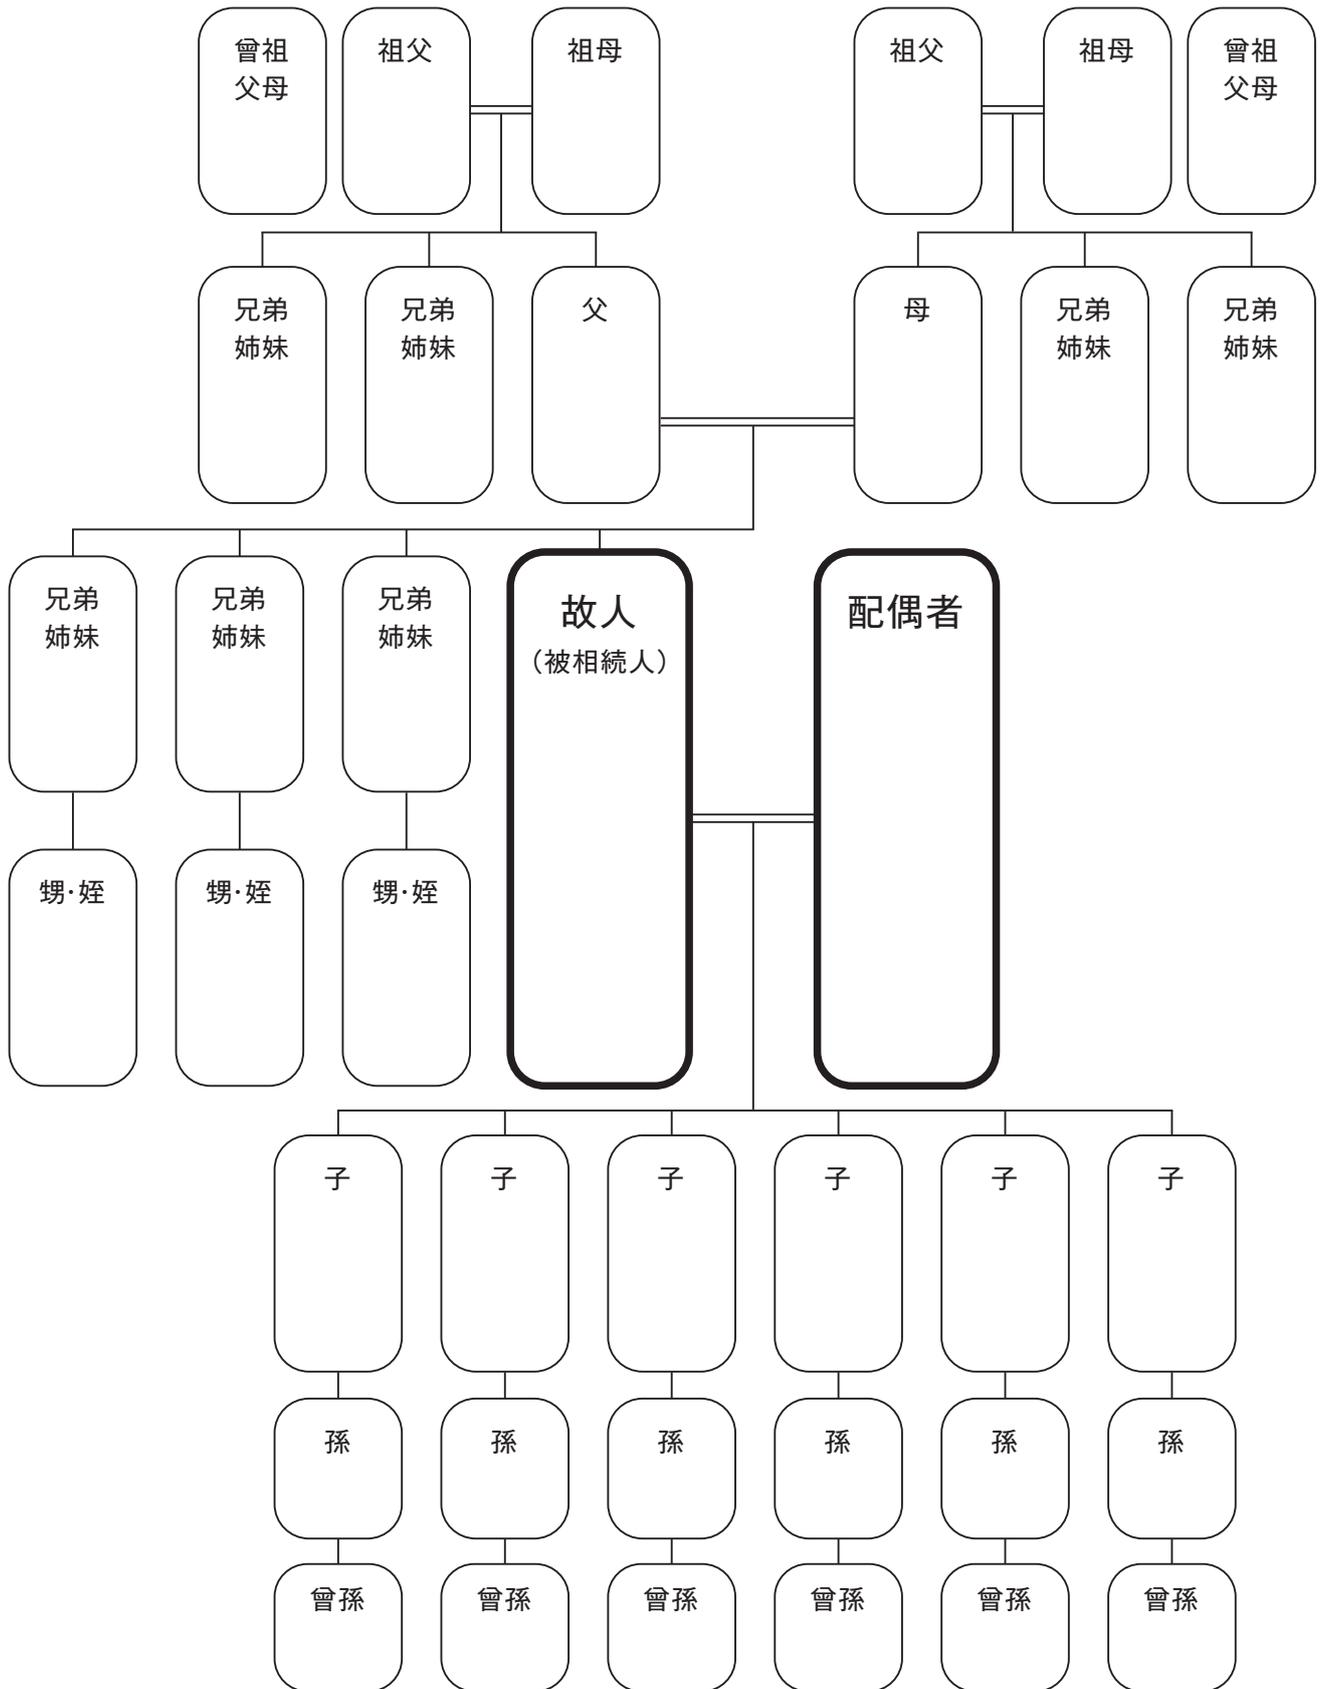 曾祖
父母
祖父
祖母
祖父
祖母
曾祖
父母
兄弟
姉妹
兄弟
姉妹
父
母
兄弟
姉妹
兄弟
姉妹
兄弟
姉妹
兄弟
姉妹
兄弟
姉妹
故人
（被相続人）
配偶者
甥・姪
甥・姪
甥・姪
子
子
子
子
子
子
孫
孫
孫
孫
孫
孫
曾孫
曾孫
曾孫
曾孫
曾孫
曾孫